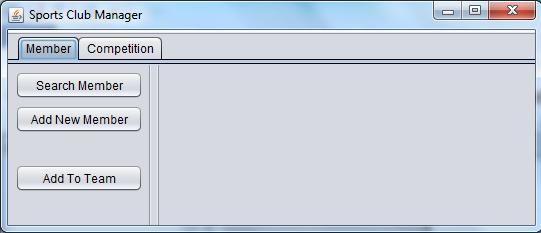 Sports Club Manager
Member Competition
Search Member
Add New Member
Add To Team